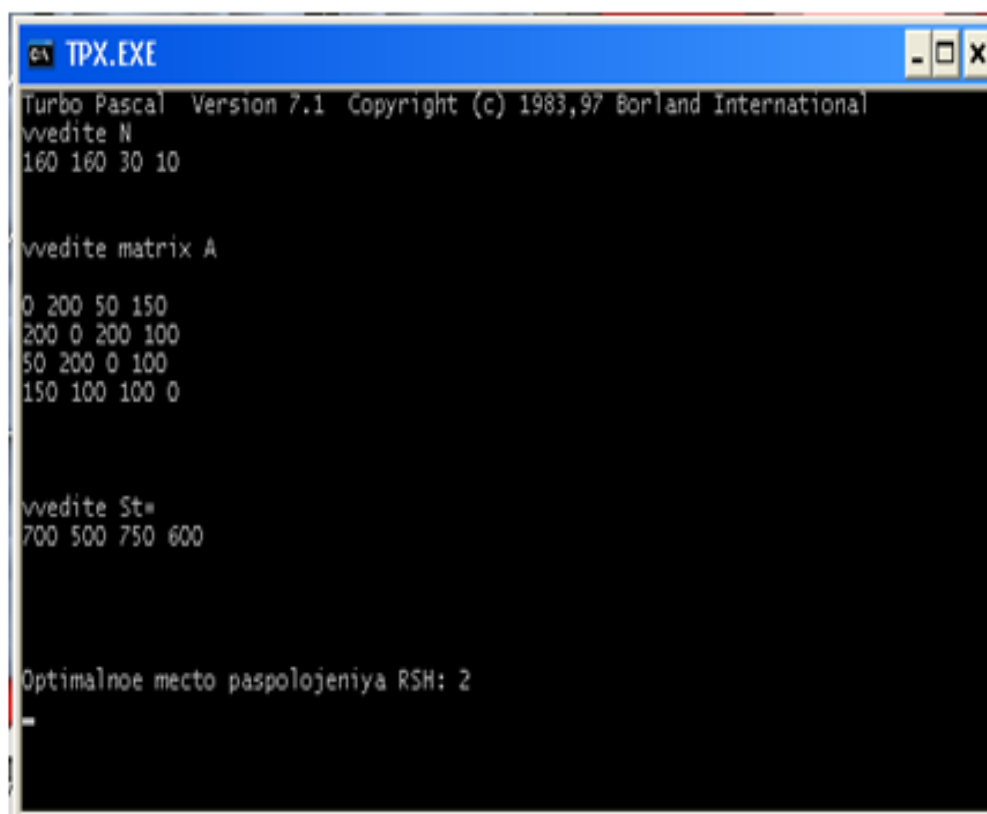 TPX.EXE
Turbo Pascal Version 7.1 Copyright (c) 1983,97 Borland International
vvedite N
160 160 30 10
vvedite matrix A
0 200 50 150
200 0 200 100
50 200 0 100
150 100 100 0
vvedite St=
700 500 750 600
Optimalnoe mecto paspolojeniya RSH: 2